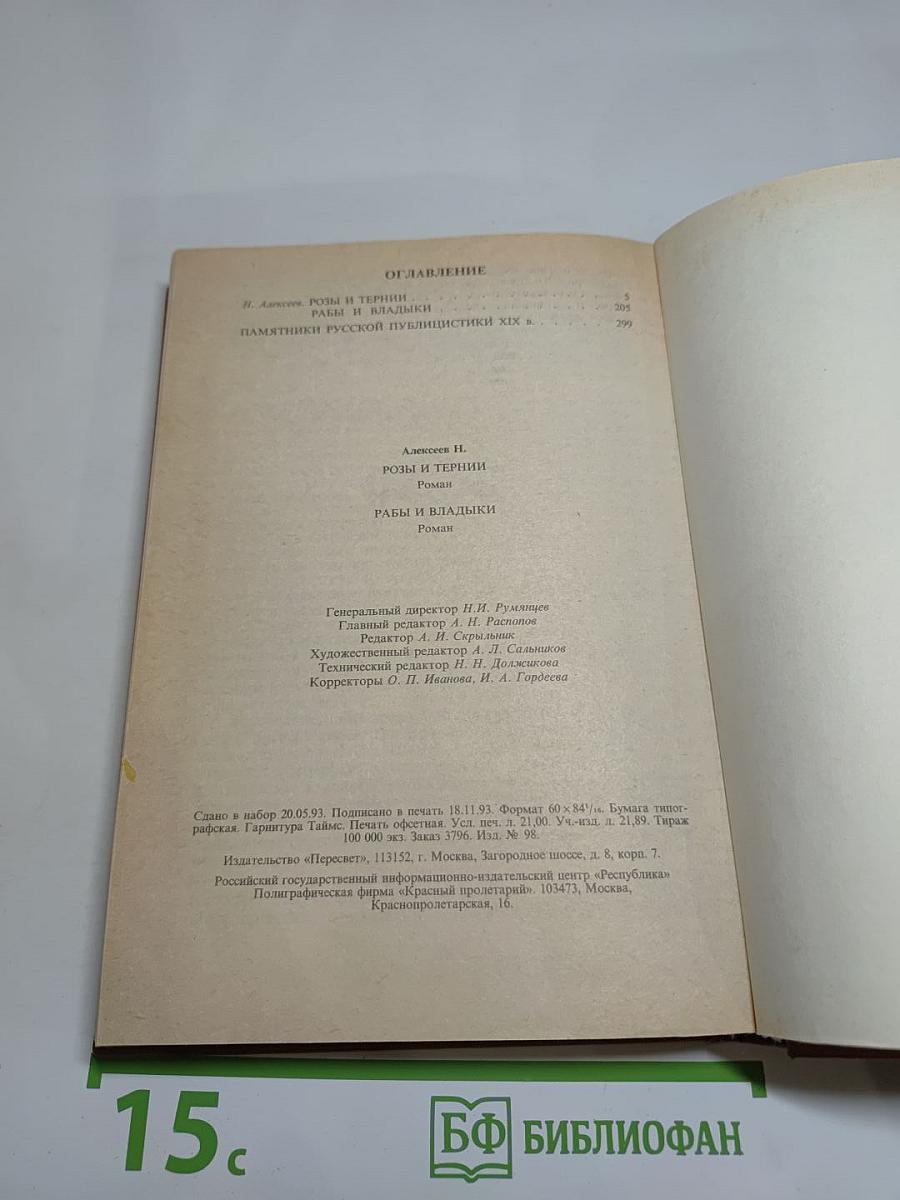 ОГЛАВЛЕНИЕ
Н. Алексеев. РОЗЫ И ТЕРНИИ . . . . . . . . . . . . . . . 5
РАБЫ И ВЛАДЫКИ . . . . . . . . . . . . . 205
ПАМЯТНИКИ РУССКОЙ ПУБЛИЦИСТИКИ XIX в. . . . . . 299
Алексеев Н.
РОЗЫ И ТЕРНИИ
Роман
РАБЫ И ВЛАДЫКИ
Роман
Генеральный директор Н.И. Румянцев
Главный редактор А. Н. Распопов
Редактор А. И. Скрыльник
Художественный редактор А. Л. Сальников
Технический редактор Н. Н. Должикова
Корректоры О. П. Иванова, И. А. Гордеева
Сдано в набор 20.05.93. Подписано в печать 18.11.93. Формат 60×84¹/₁₆. Бумага типог-
рафская. Гарнитура Таймс. Печать офсетная. Усл. печ. л. 21,00. Уч.-изд. л. 21,89. Тираж
100 000 экз. Заказ 3796. Изд. № 98.
Издательство «Пересвет», 113152, г. Москва, Загородное шоссе, д. 8, корп. 7.
Российский государственный информационно-издательский центр «Республика»
Полиграфическая фирма «Красный пролетарий». 103473, Москва,
Краснопролетарская, 16.
15 с
БФ БИБЛИОФАН